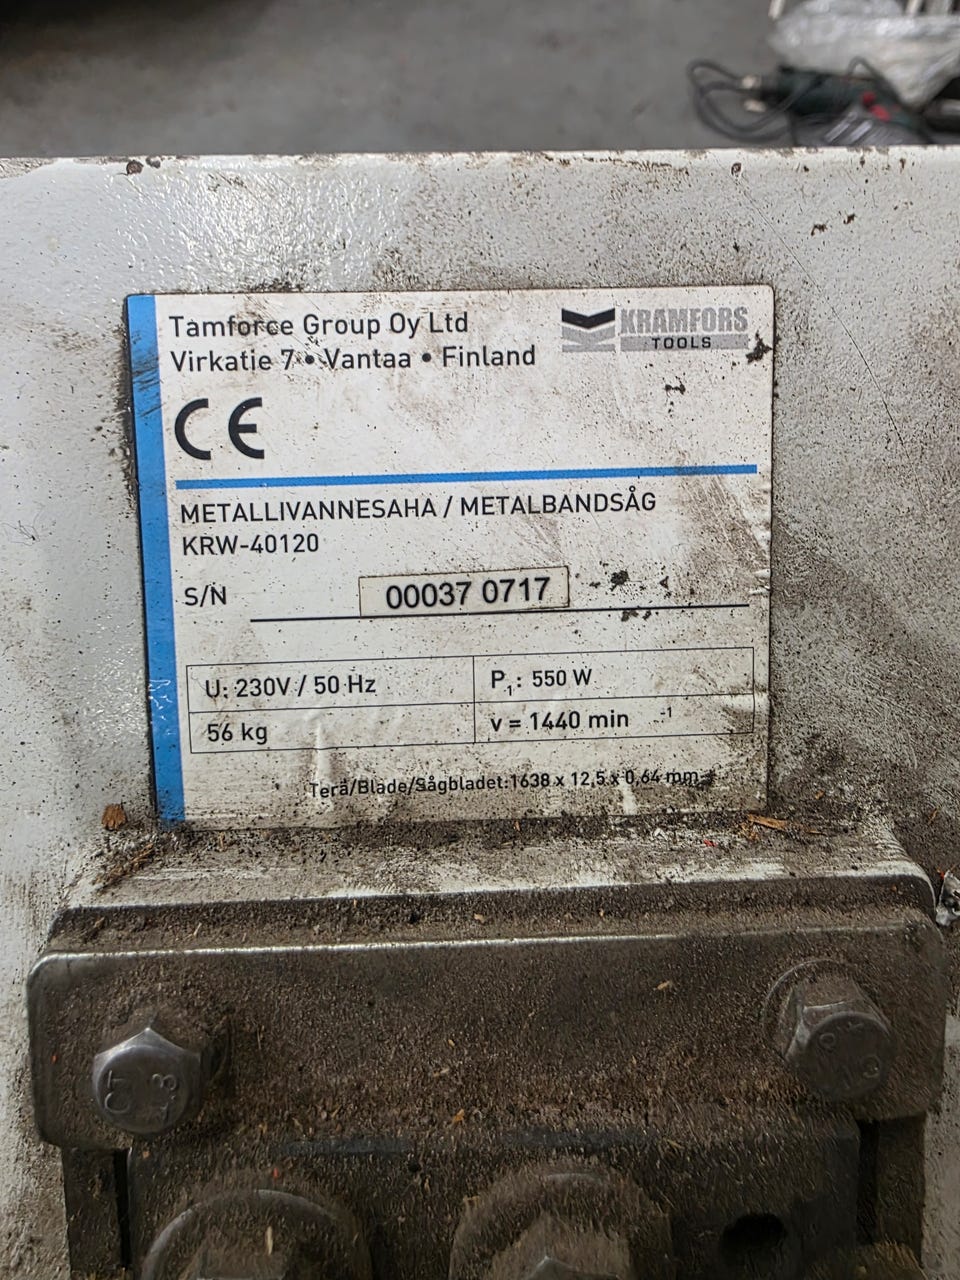 Tamforce Group Oy Ltd
Virkatie 7 • Vantaa • Finland
KRAMFORS
TOOLS
CE
METALLIVANNESAHA / METALBANDSÅG
KRW-40120
S/N 00037 0717
U: 230V / 50 Hz
P₁: 550 W
56 kg
v = 1440 min ⁻¹
Terä/Blade/Sågbladet:1638 x 12,5 x 0,64 mm